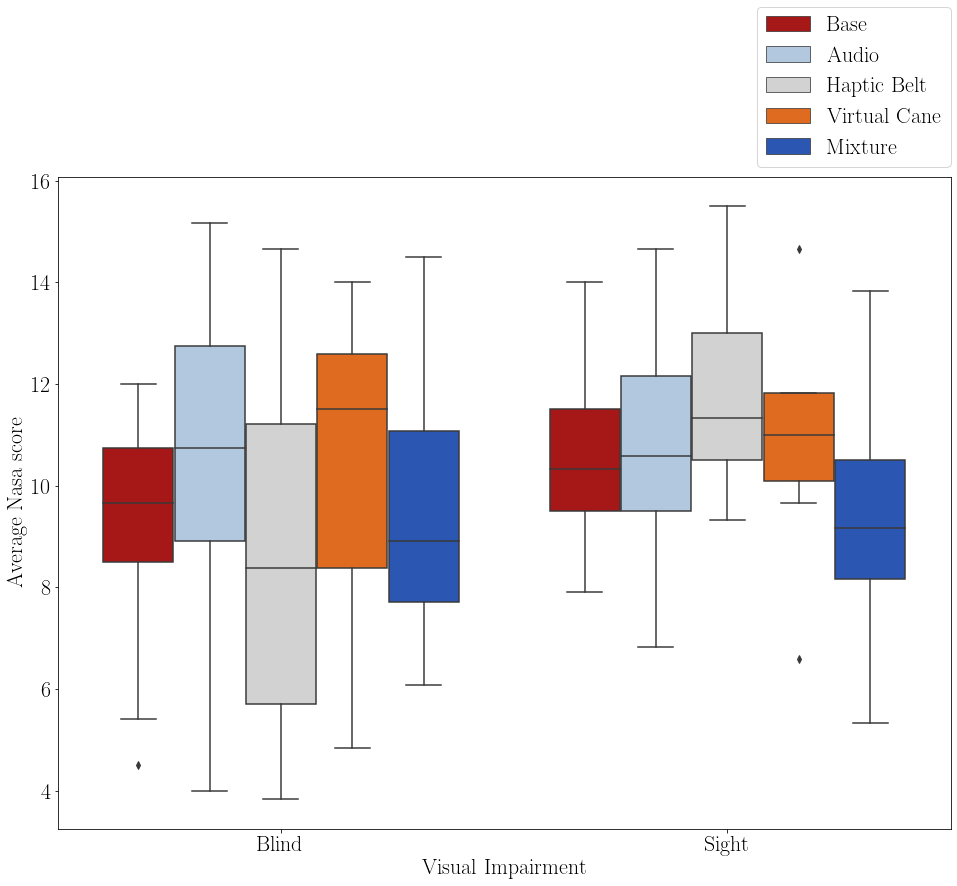 Base
Audio
Haptic Belt
Virtual Cane
Mixture
16
14
12
10
8
6
4
Average Nasa score
Blind
Sight
Visual Impairment